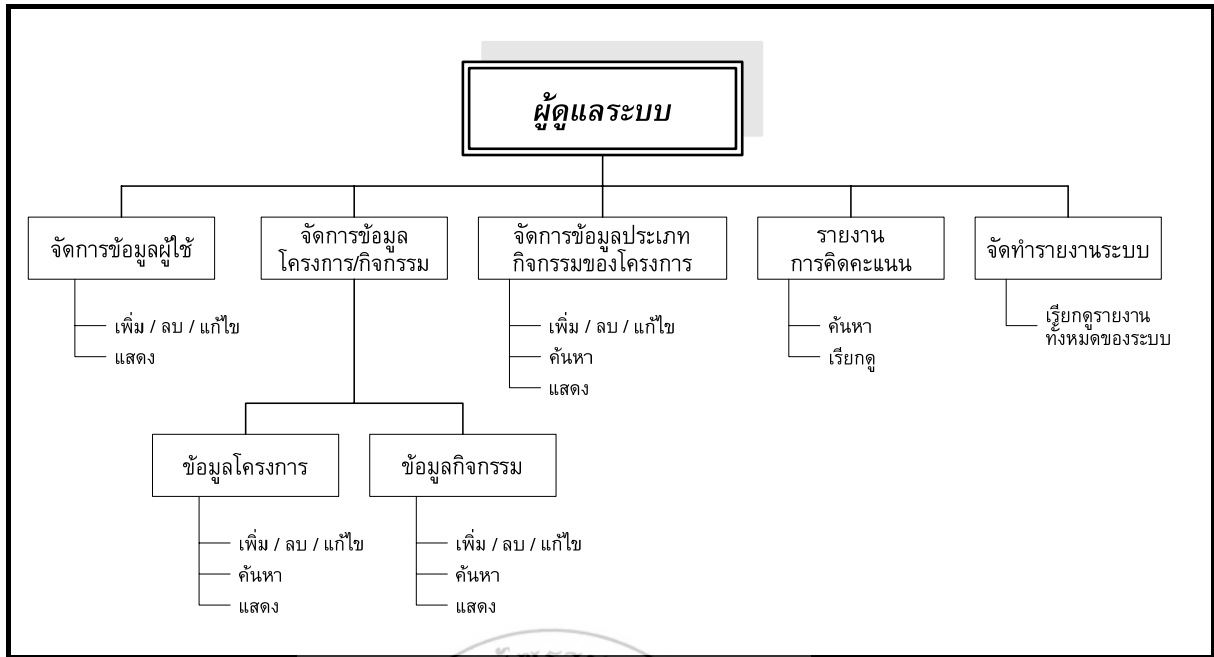 ผู้ดูแลระบบ
จัดการข้อมูลผู้ใช้
เพิ่ม / ลบ / แก้ไข
แสดง
จัดการข้อมูล
โครงการ/กิจกรรม
จัดการข้อมูลประเภท
กิจกรรมของโครงการ
เพิ่ม / ลบ / แก้ไข
ค้นหา
แสดง
รายงาน
การคิดคะแนน
ค้นหา
เรียกดู
จัดทำรายงานระบบ
เรียกดูรายงาน
ทั้งหมดของระบบ
ข้อมูลโครงการ
เพิ่ม / ลบ / แก้ไข
ค้นหา
แสดง
ข้อมูลกิจกรรม
เพิ่ม / ลบ / แก้ไข
ค้นหา
แสดง